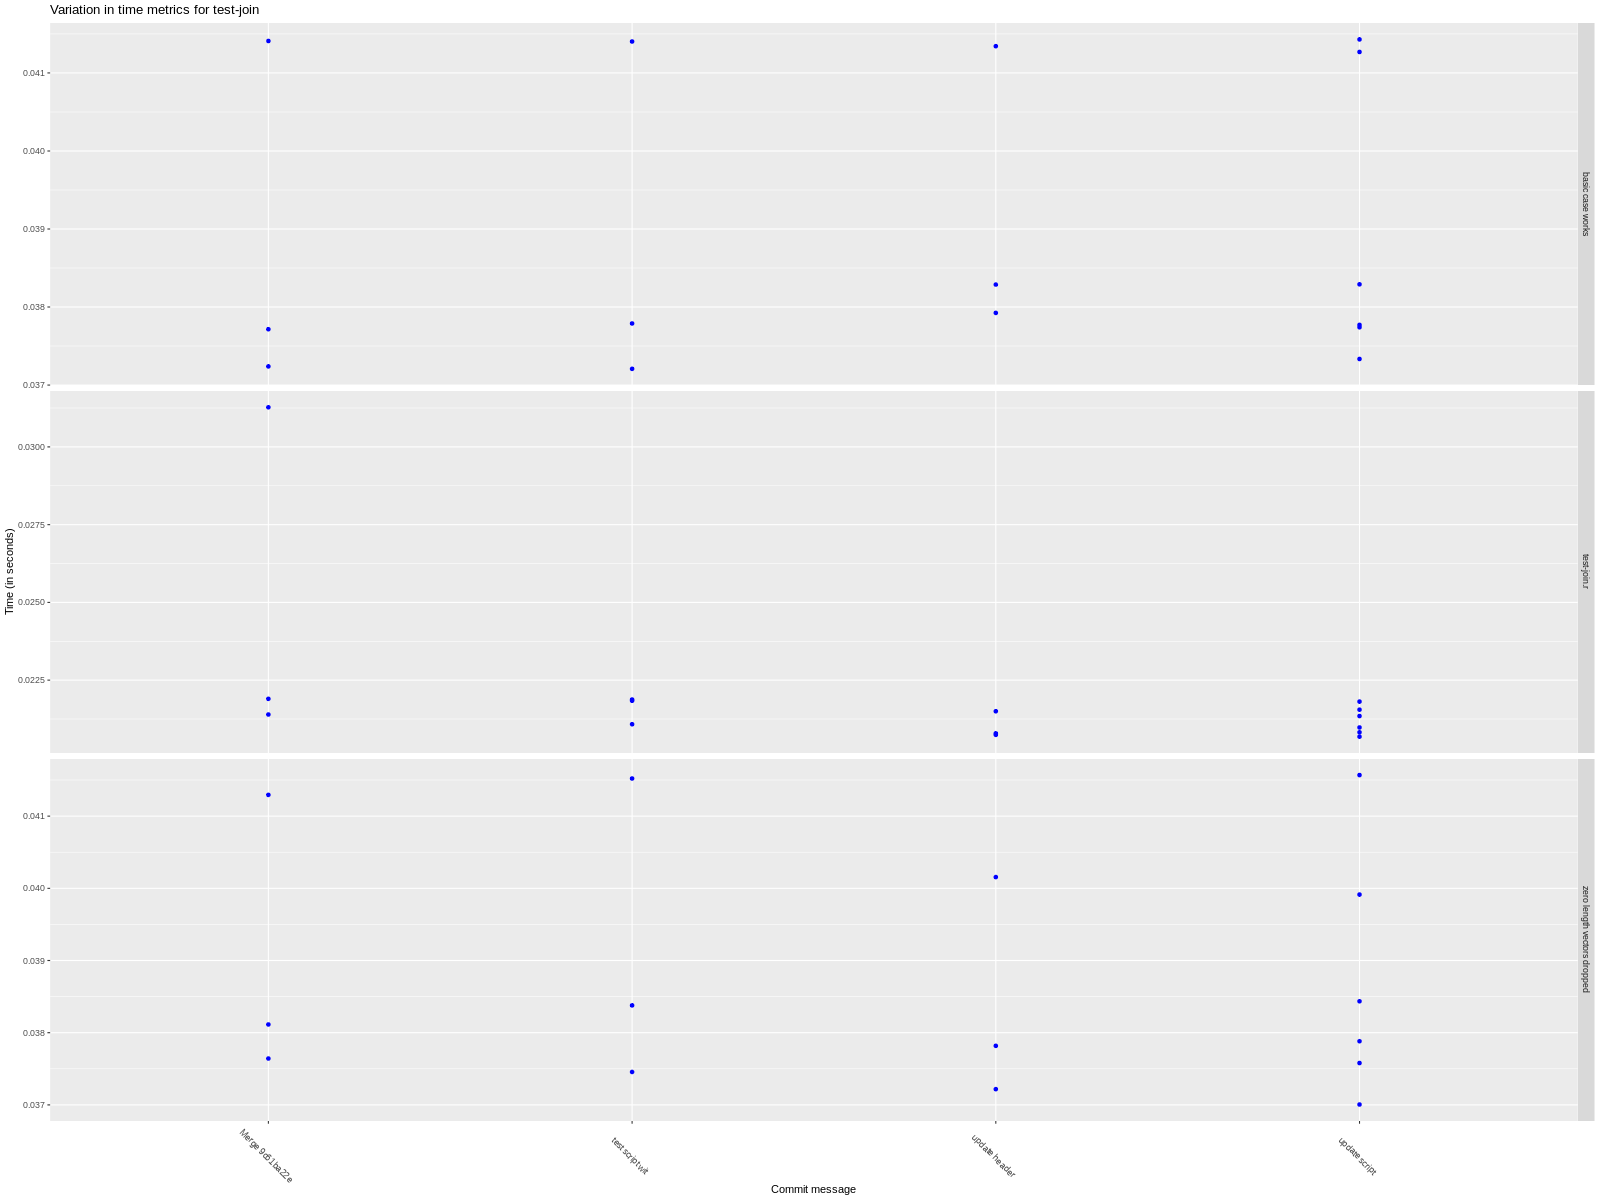 Variation in time metrics for test-join
0.041
0.040
0.039
0.038
0.037
basic case works
0.0300
0.0275
0.0250
0.0225
test-join.r
0.041
0.040
0.039
0.038
0.037
zero length vectors dropped
Time (in seconds)
Merge 9d51ba22e
test script wit
update header
update script
Commit message